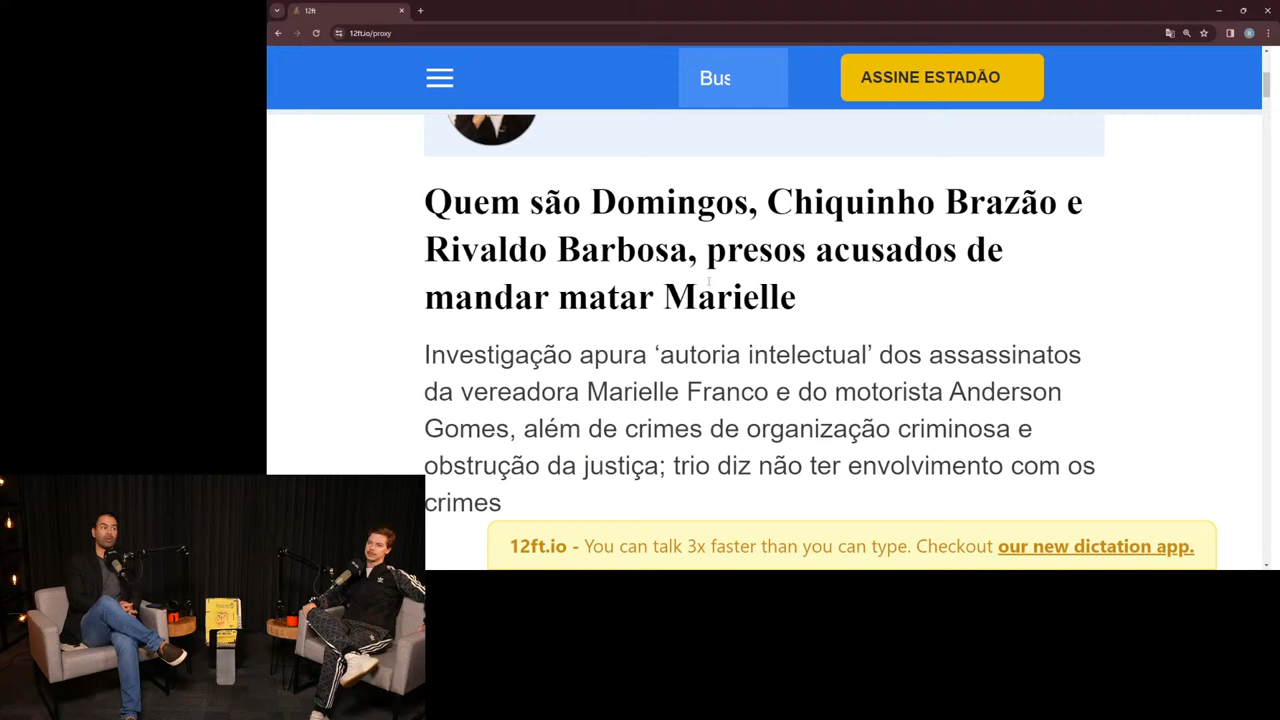 12ft
12ft.io/proxy
Bus
ASSINE ESTADÃO
Quem são Domingos, Chiquinho Brazão e
Rivaldo Barbosa, presos acusados de
mandar matar Marielle
Investigação apura ‘autoria intelectual’ dos assassinatos
da vereadora Marielle Franco e do motorista Anderson
Gomes, além de crimes de organização criminosa e
obstrução da justiça; trio diz não ter envolvimento com os
crimes
12ft.io - You can talk 3x faster than you can type. Checkout our new dictation app.